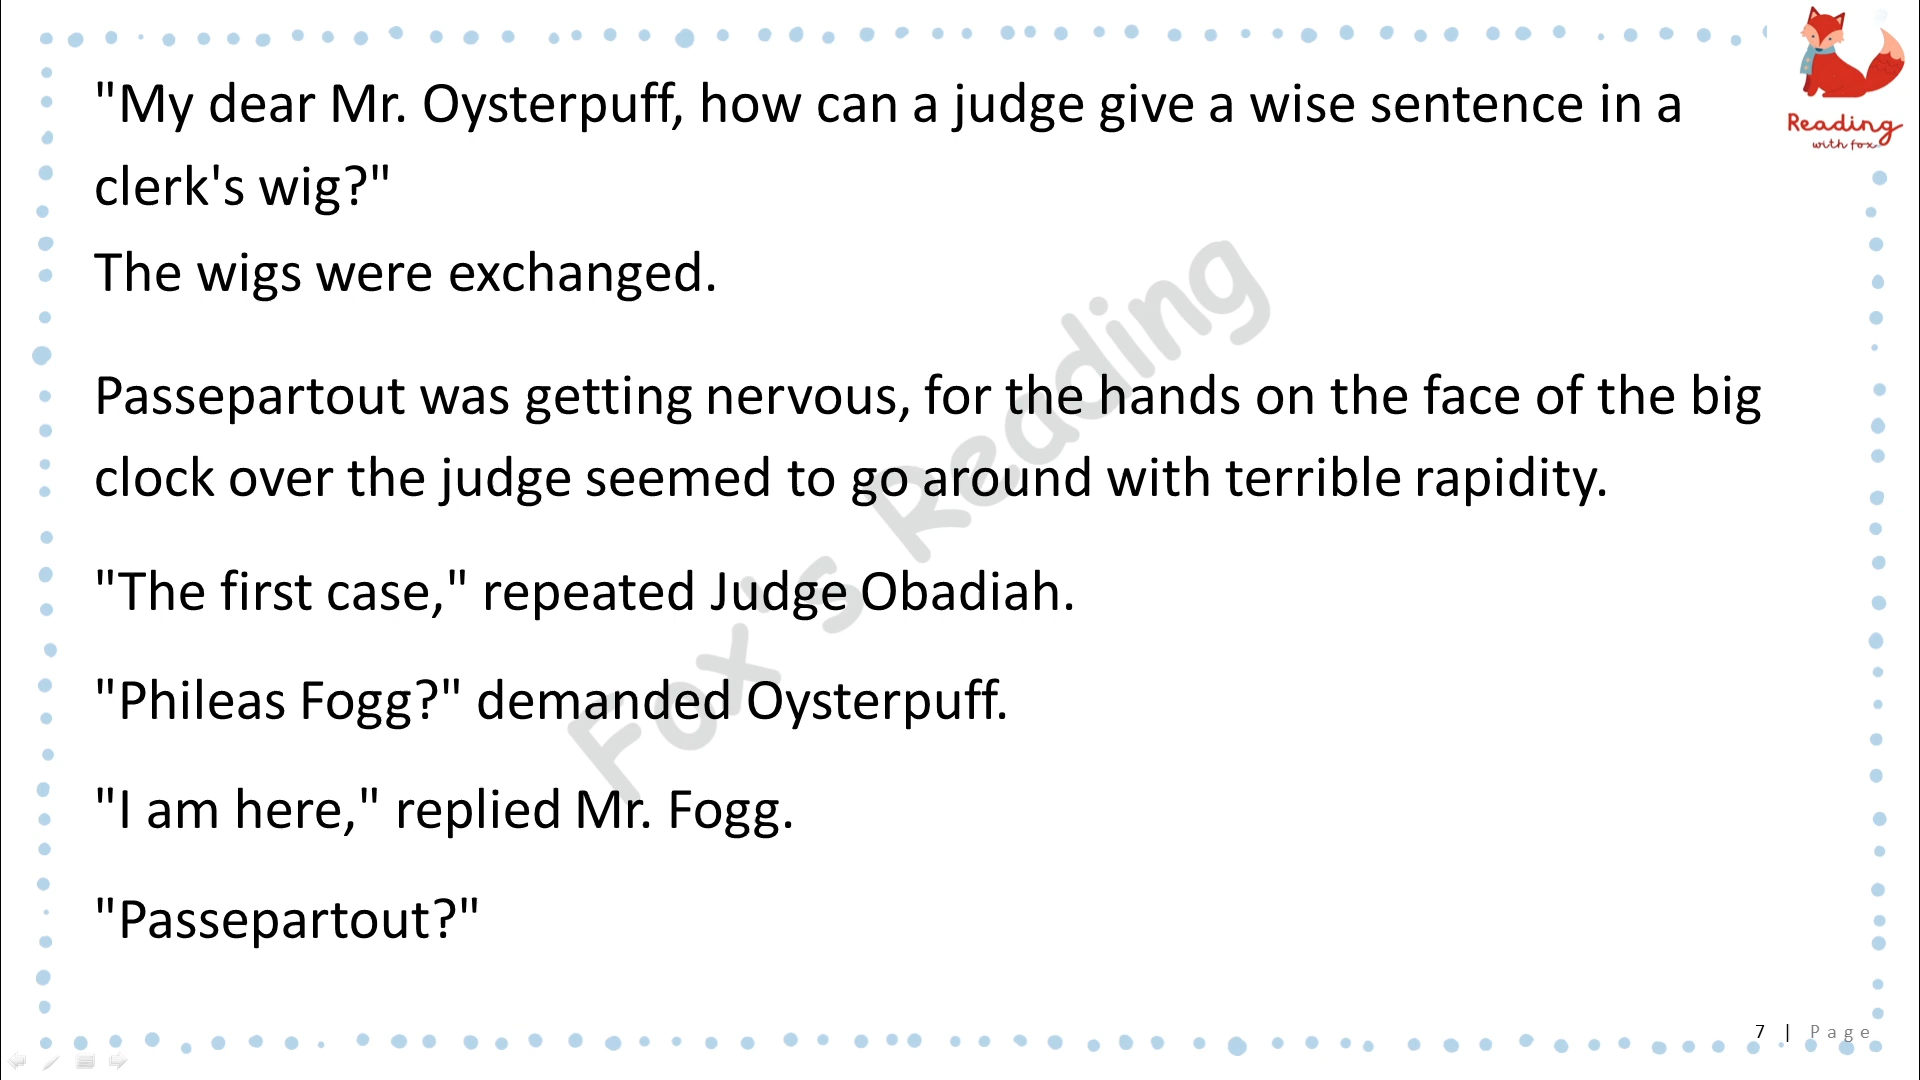 "My dear Mr. Oysterpuff, how can a judge give a wise sentence in a
clerk's wig?"
The wigs were exchanged.
Passepartout was getting nervous, for the hands on the face of the big
clock over the judge seemed to go around with terrible rapidity.
"The first case," repeated Judge Obadiah.
"Phileas Fogg?" demanded Oysterpuff.
"I am here," replied Mr. Fogg.
"Passepartout?"
Fox's Reading
Reading
with fox
7 | Page